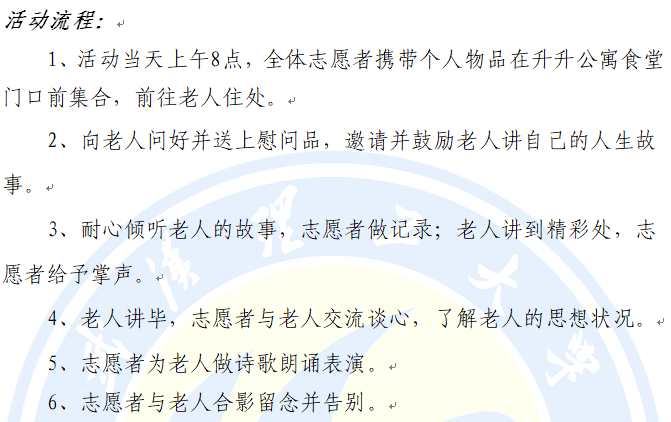 活动流程：
1、活动当天上午8点，全体志愿者携带个人物品在升升公寓食堂
门口前集合，前往老人住处。
2、向老人问好并送上慰问品，邀请并鼓励老人讲自己的人生故
事。
3、耐心倾听老人的故事，志愿者做记录；老人讲到精彩处，志
愿者给予掌声。
4、老人讲毕，志愿者与老人交流谈心，了解老人的思想状况。
5、志愿者为老人做诗歌朗诵表演。
6、志愿者与老人合影留念并告别。